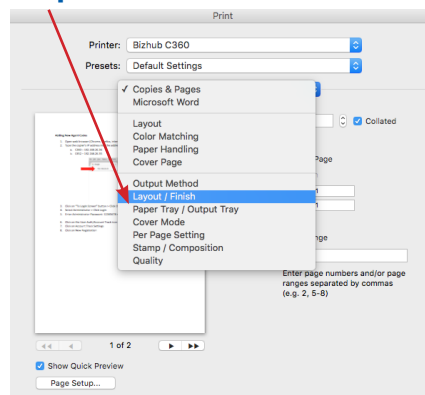 Print
Printer: Bizhub C360
Presets: Default Settings
✓ Copies & Pages
Microsoft Word
Layout
Color Matching
Paper Handling
Cover Page
Output Method
Layout / Finish
Paper Tray / Output Tray
Cover Mode
Per Page Setting
Stamp / Composition
Quality
Collated
Page
1
1
nge
Enter page numbers and/or page
ranges separated by commas
(e.g. 2, 5-8)
1 of 2
Show Quick Preview
Page Setup...